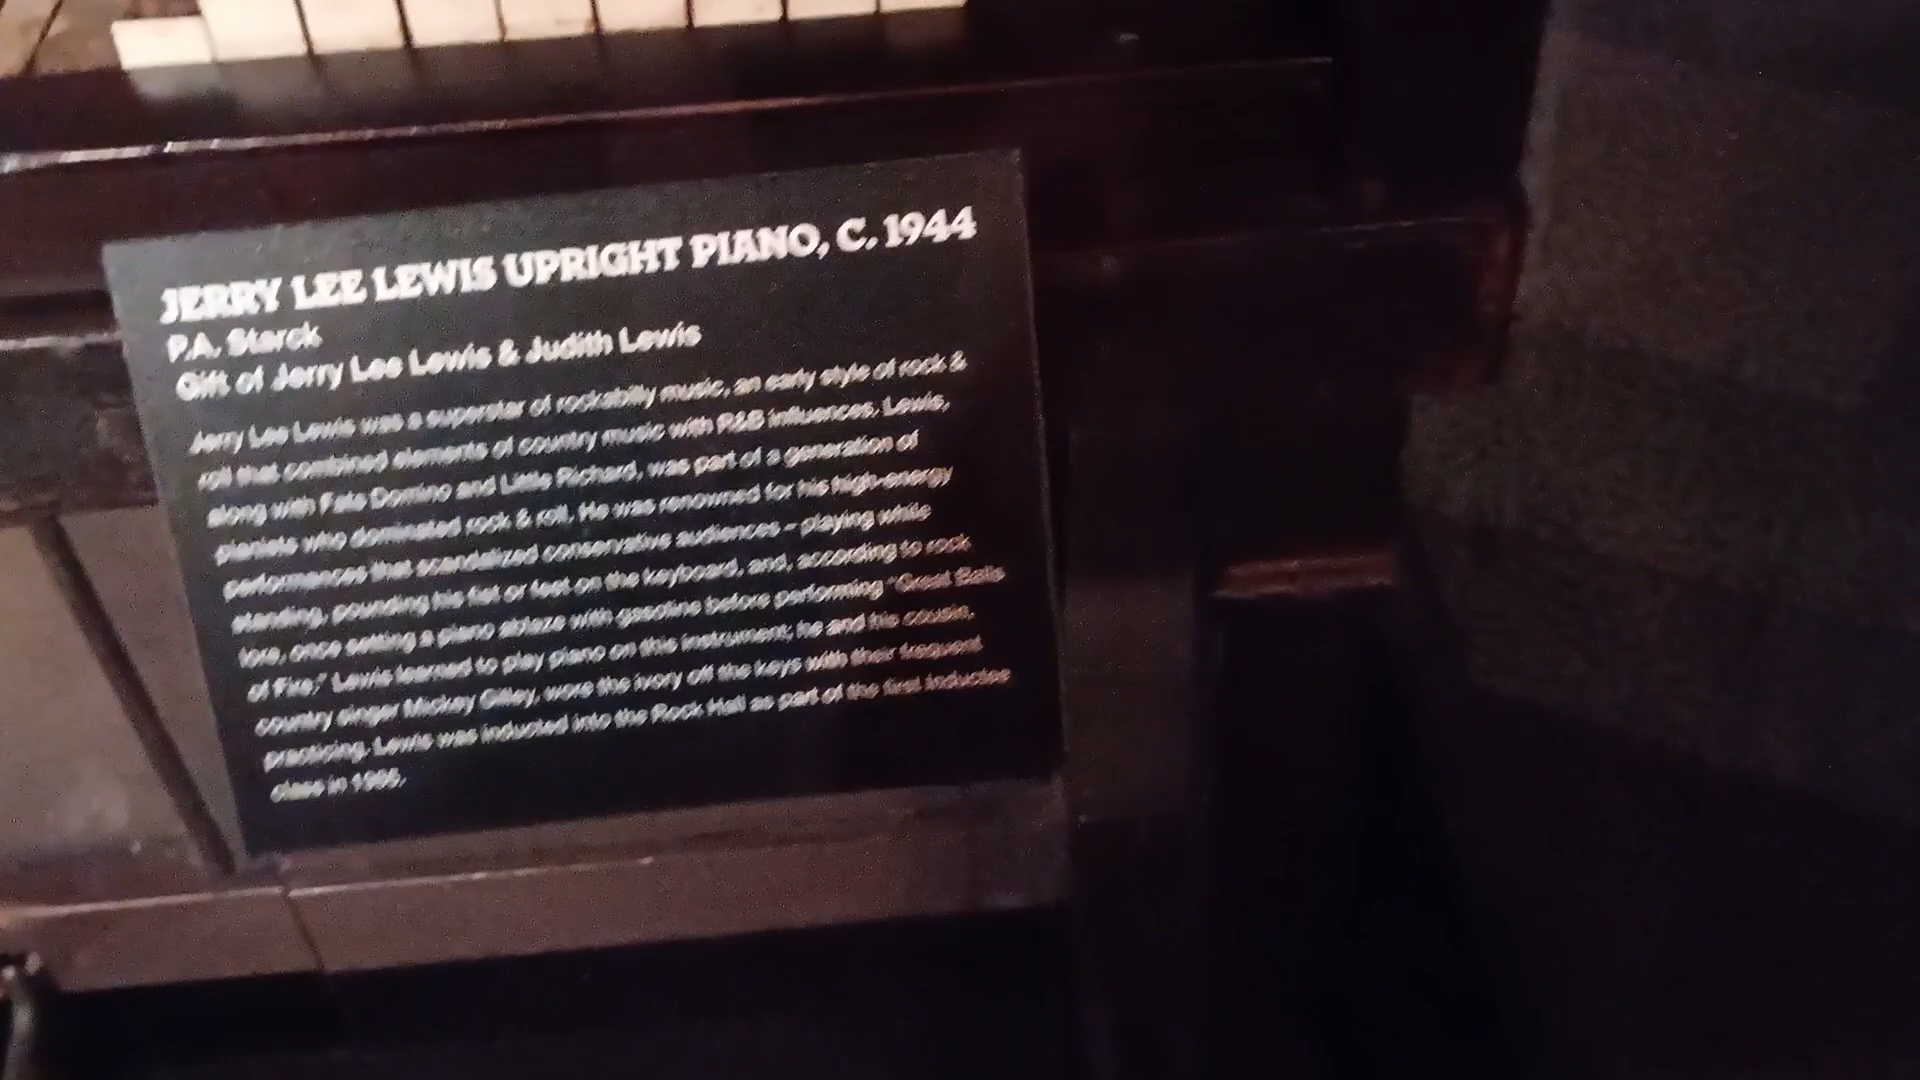 JERRY LEE LEWIS UPRIGHT PIANO, C. 1944
P.A. Starck
Gift of Jerry Lee Lewis & Judith Lewis
Jerry Lee Lewis was a superstar of rockabilly music, an early style of rock &
roll that combined elements of country music with R&B influences. Lewis,
along with Fats Domino and Little Richard, was part of a generation of
pianists who dominated rock & roll. He was renowned for his high-energy
performances that scandalized conservative audiences – playing while
standing, pounding his fist or feet on the keyboard, and, according to rock
lore, once setting a piano ablaze with gasoline before performing “Great Balls
of Fire.” Lewis learned to play piano on this instrument; he and his cousin,
country singer Mickey Gilley, wore the ivory off the keys with their frequent
practicing. Lewis was inducted into the Rock Hall as part of the first inductee
class in